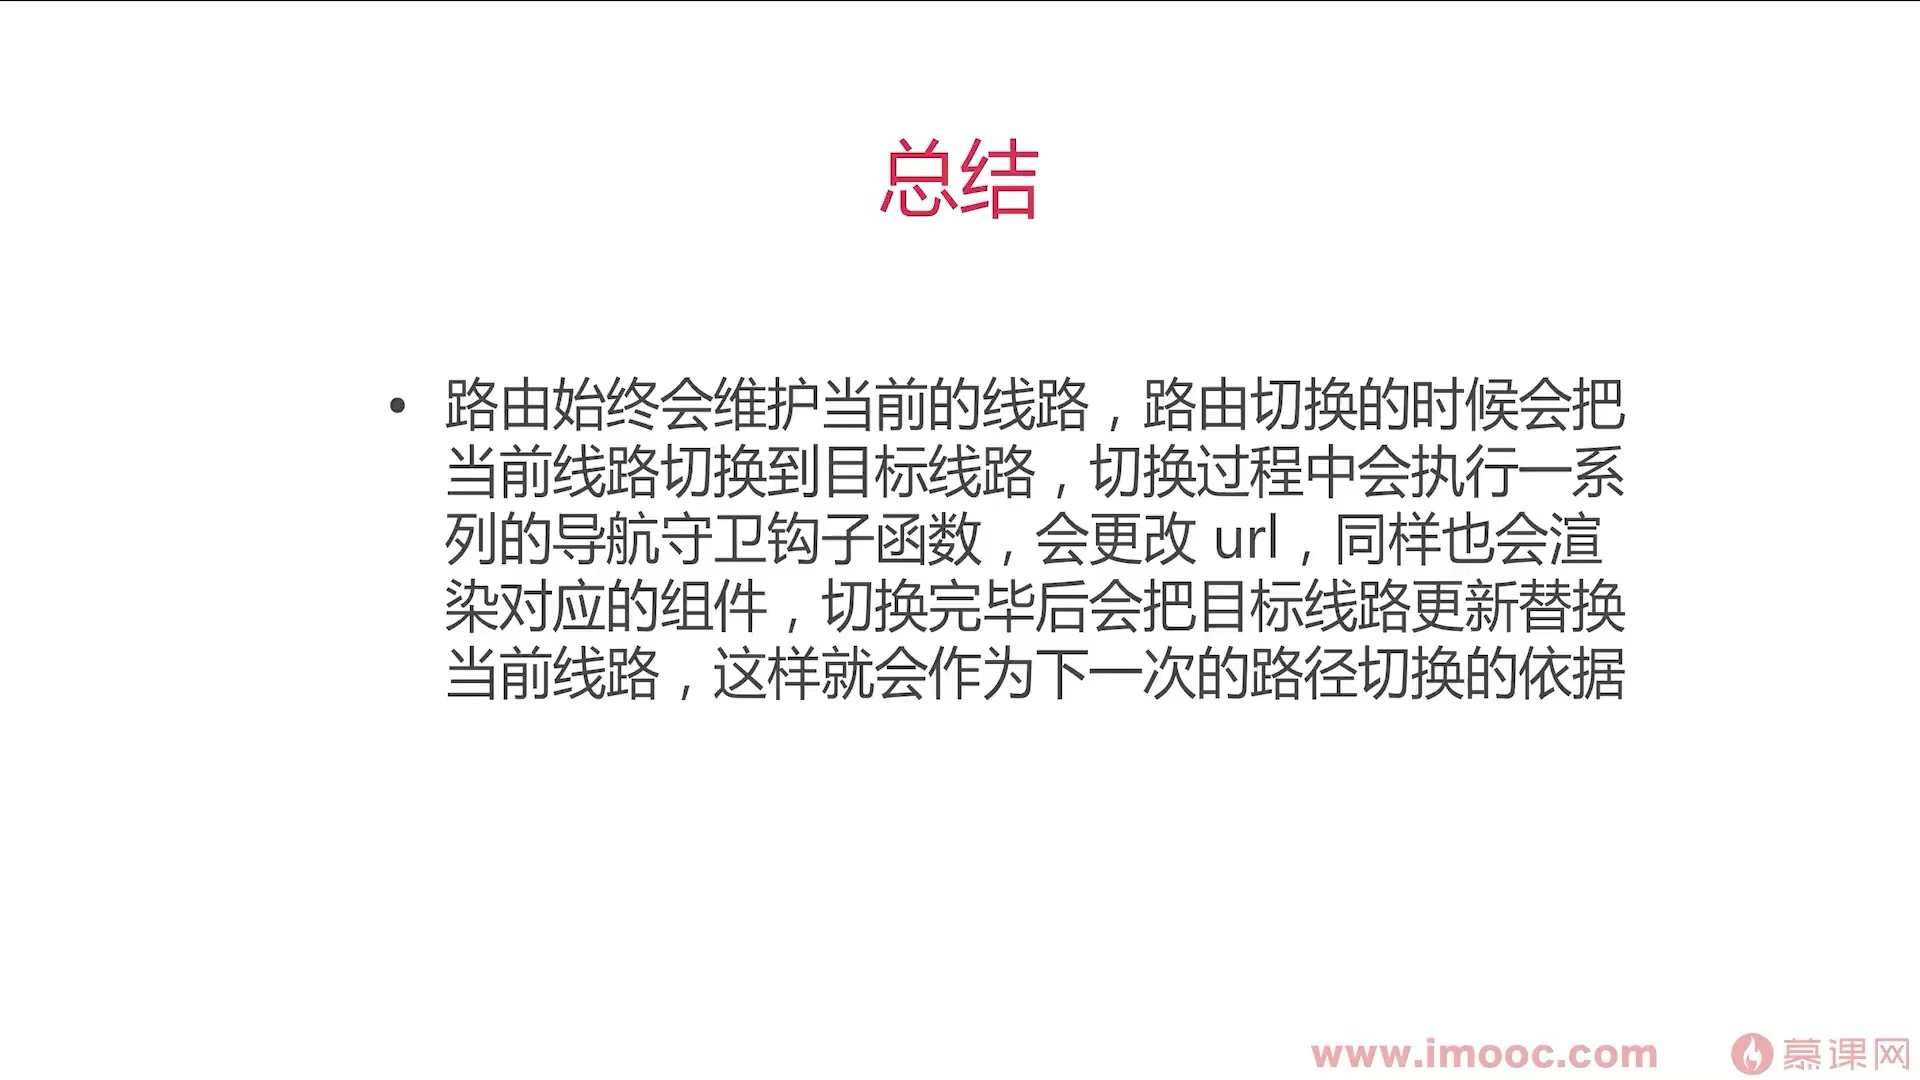 总结
• 路由始终会维护当前的线路，路由切换的时候会把
当前线路切换到目标线路，切换过程中会执行一系
列的导航守卫钩子函数，会更改 url，同样也会渲
染对应的组件，切换完毕后会把目标线路更新替换
当前线路，这样就会作为下一次的路径切换的依据
www.imooc.com 慕课网